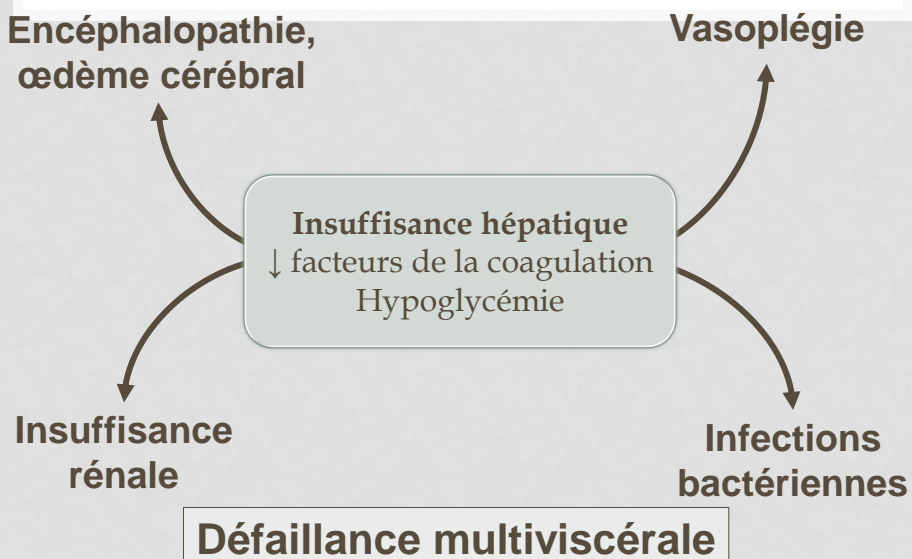 Encéphalopathie,
œdème cérébral
Vasoplégie
Insuffisance hépatique
↓ facteurs de la coagulation
Hypoglycémie
Insuffisance
rénale
Infections
bactériennes
Défaillance multiviscérale